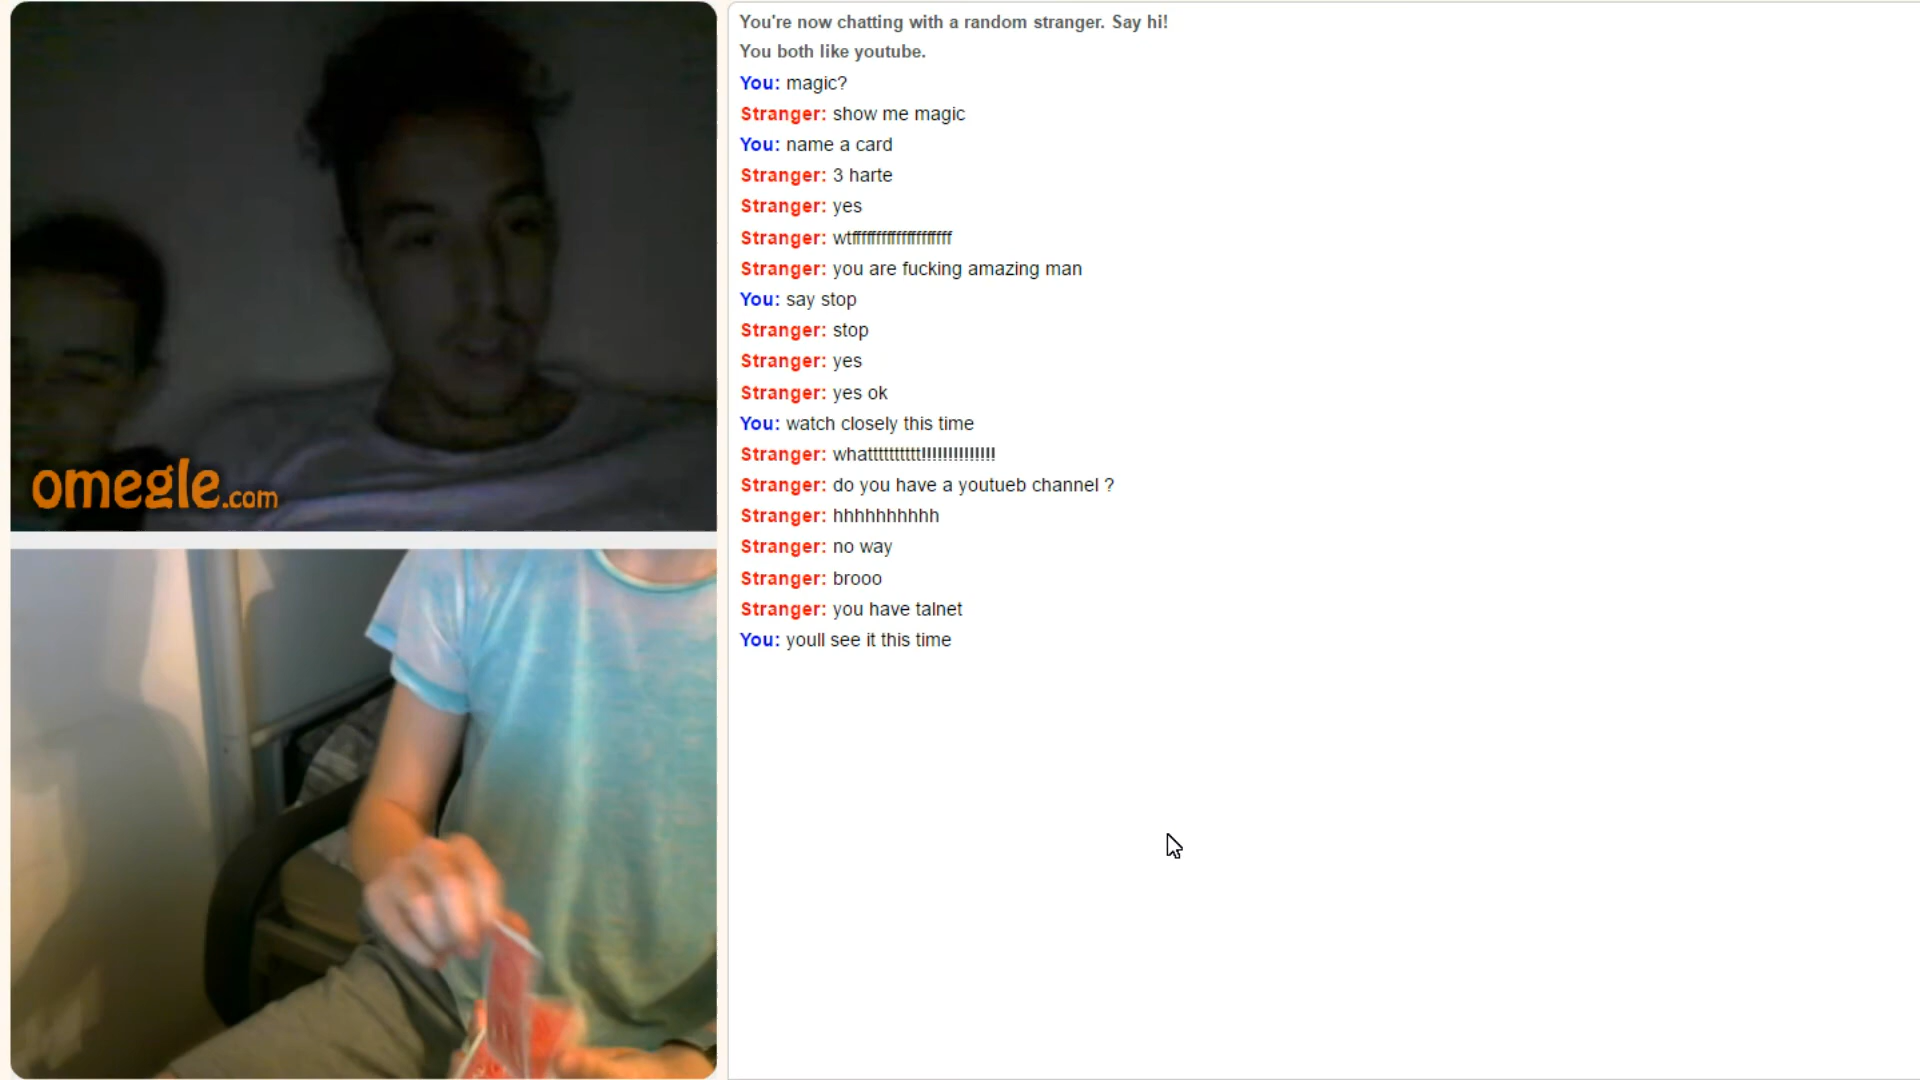 You're now chatting with a random stranger. Say hi!
You both like youtube.
You: magic?
Stranger: show me magic
You: name a card
Stranger: 3 harte
Stranger: yes
Stranger: wtffffffffffffffffffff
Stranger: you are fucking amazing man
You: say stop
Stranger: stop
Stranger: yes
Stranger: yes ok
You: watch closely this time
Stranger: whatttttttttt!!!!!!!!!!!!!!
Stranger: do you have a youtueb channel ?
Stranger: hhhhhhhhhh
Stranger: no way
Stranger: brooo
Stranger: you have talnet
You: youll see it this time
omegle.com